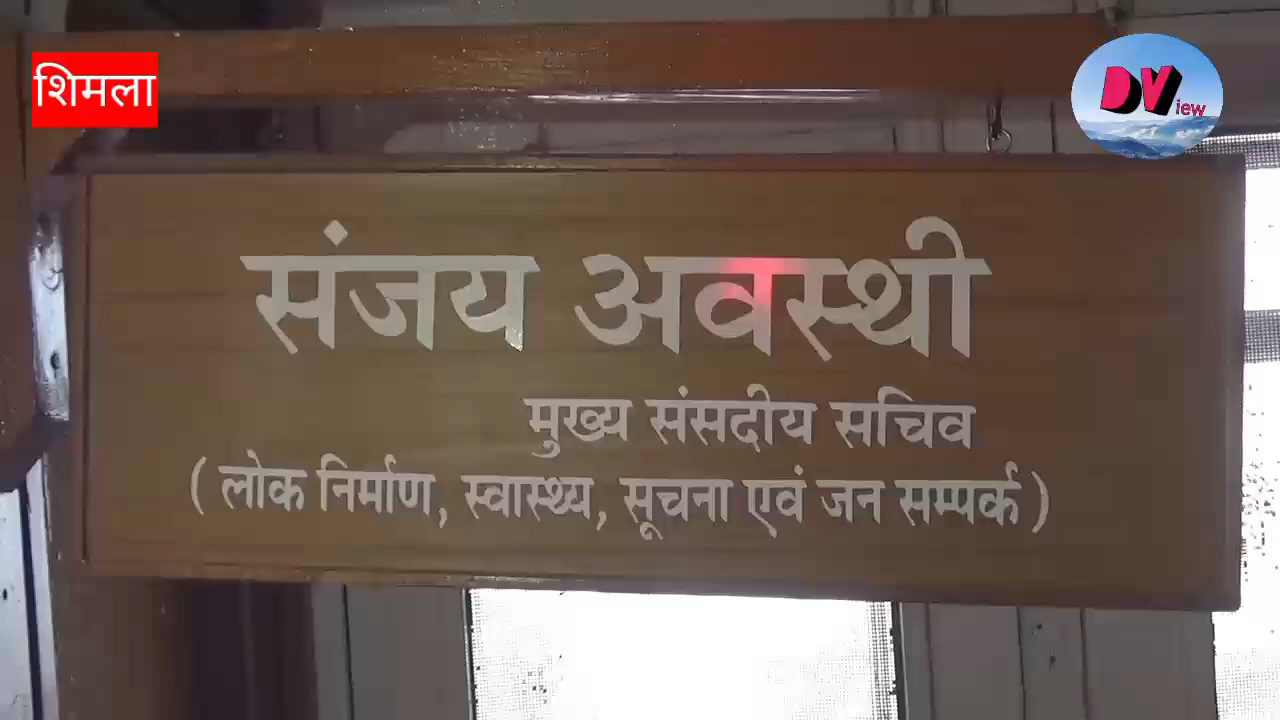 शिमला
DView
संजय अवस्थी
मुख्य संसदीय सचिव
( लोक निर्माण, स्वास्थ्य, सूचना एवं जन सम्पर्क )